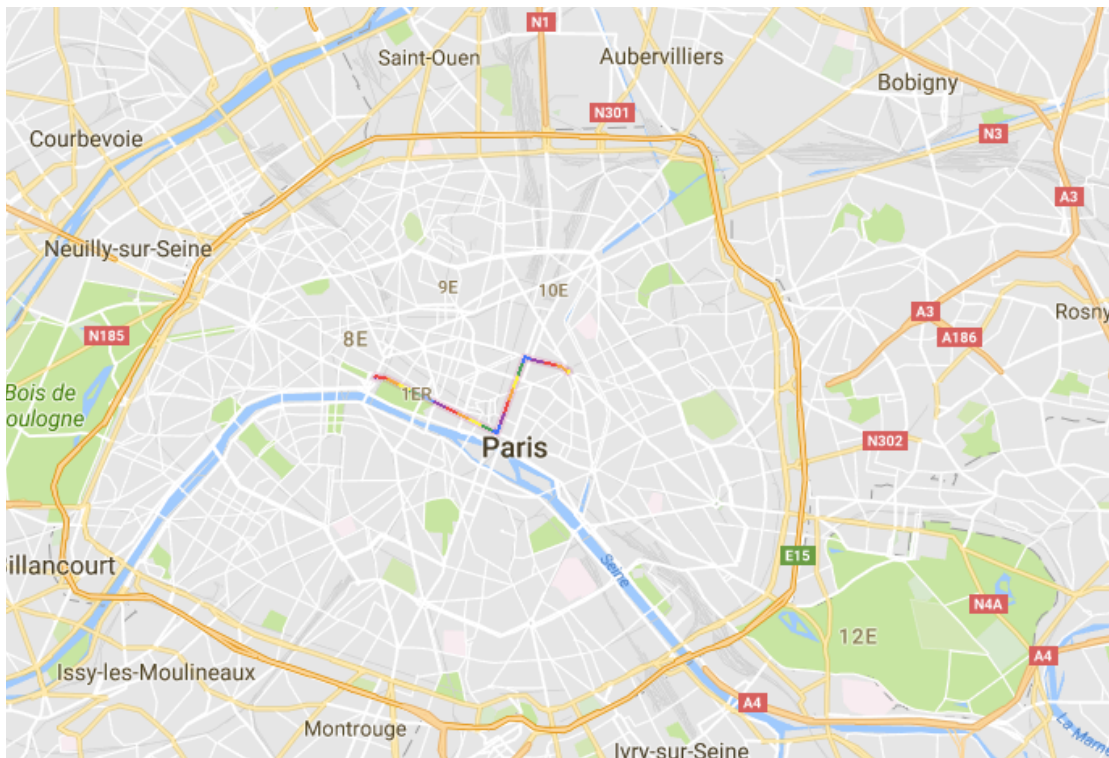 N1
Saint-Ouen
Aubervilliers
Bobigny
N301
Courbevoie
N3
A3
Neuilly-sur-Seine
9E
10E
A3
Rosny
N185
8E
A186
Bois de
oulogne
1ER
Paris
N302
E15
illancourt
Seine
N4A
12E
A4
Issy-les-Moulineaux
A4
Montrouge
La Marne
Ivry-sur-Seine